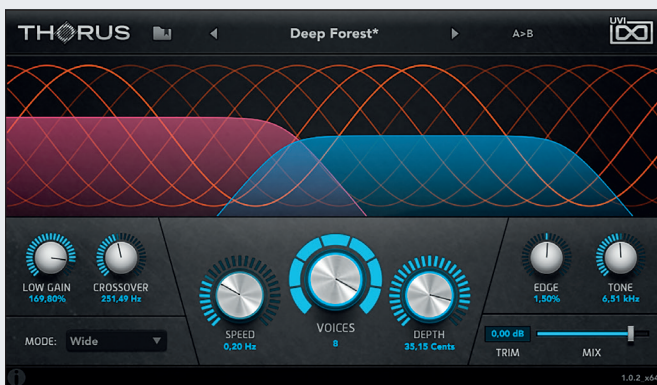 THORUS
Deep Forest*
A>B
UVI
LOW GAIN
169,80%
CROSSOVER
251,49 Hz
SPEED
0,20 Hz
VOICES
8
DEPTH
35,15 Cents
EDGE
1,50%
TONE
6,51 kHz
MODE: Wide
0,00 dB
TRIM
MIX
1.0.2_x64